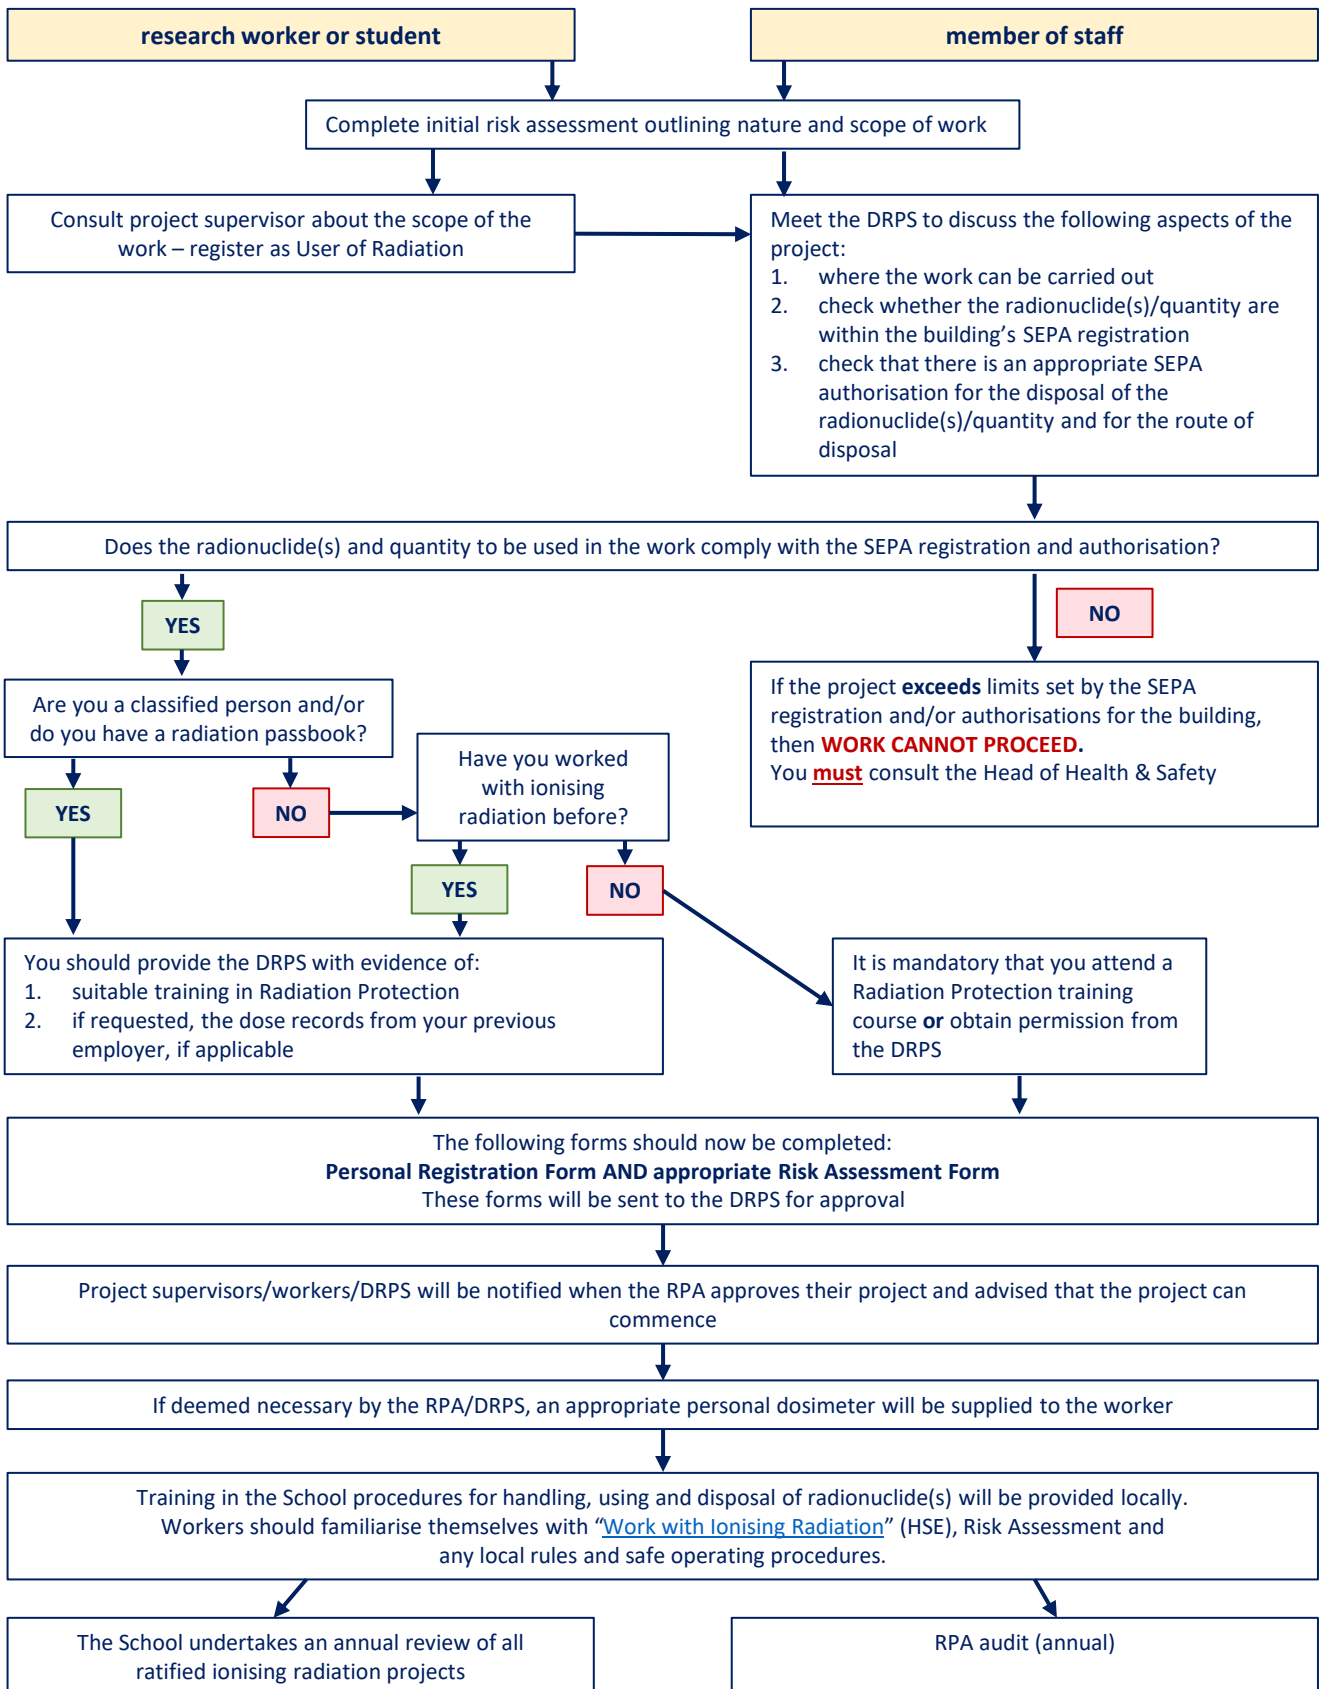 research worker or student
member of staff
Complete initial risk assessment outlining nature and scope of work
Consult project supervisor about the scope of the
work – register as User of Radiation
Meet the DRPS to discuss the following aspects of the
project:
1. where the work can be carried out
2. check whether the radionuclide(s)/quantity are
within the building’s SEPA registration
3. check that there is an appropriate SEPA
authorisation for the disposal of the
radionuclide(s)/quantity and for the route of
disposal
Does the radionuclide(s) and quantity to be used in the work comply with the SEPA registration and authorisation?
YES
NO
Are you a classified person and/or
do you have a radiation passbook?
If the project exceeds limits set by the SEPA
registration and/or authorisations for the building,
then WORK CANNOT PROCEED.
You must consult the Head of Health & Safety
YES
NO
Have you worked
with ionising
radiation before?
YES
NO
You should provide the DRPS with evidence of:
1. suitable training in Radiation Protection
2. if requested, the dose records from your previous
employer, if applicable
It is mandatory that you attend a
Radiation Protection training
course or obtain permission from
the DRPS
The following forms should now be completed:
Personal Registration Form AND appropriate Risk Assessment Form
These forms will be sent to the DRPS for approval
Project supervisors/workers/DRPS will be notified when the RPA approves their project and advised that the project can
commence
If deemed necessary by the RPA/DRPS, an appropriate personal dosimeter will be supplied to the worker
Training in the School procedures for handling, using and disposal of radionuclide(s) will be provided locally.
Workers should familiarise themselves with “Work with Ionising Radiation” (HSE), Risk Assessment and
any local rules and safe operating procedures.
The School undertakes an annual review of all
ratified ionising radiation projects
RPA audit (annual)